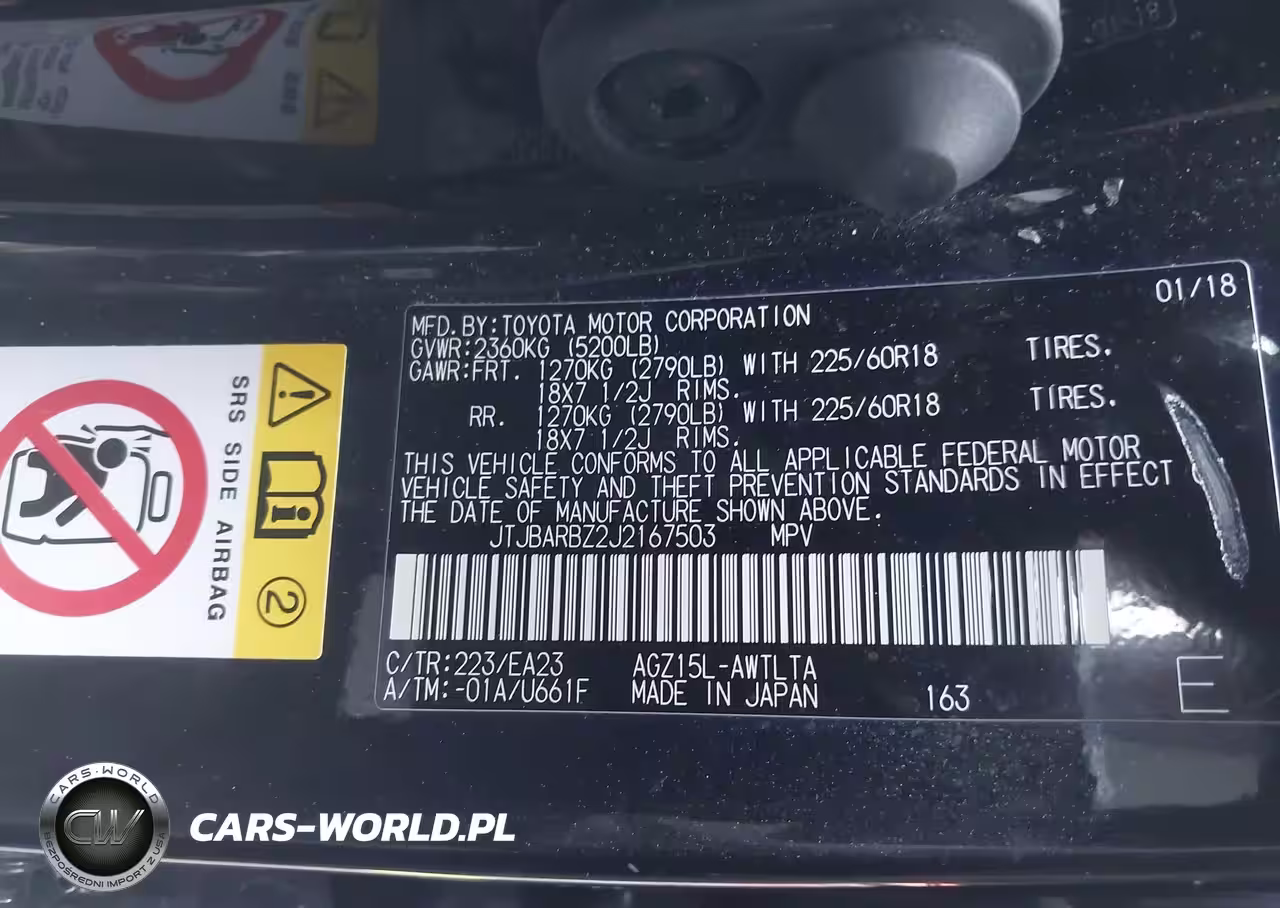 01/18
MFD.BY:TOYOTA MOTOR CORPORATION
GVWR:2360KG (5200LB)
GAWR:FRT. 1270KG (2790LB) WITH 225/60R18 TIRES.
18X7 1/2J RIMS.
RR. 1270KG (2790LB) WITH 225/60R18 TIRES.
18X7 1/2J RIMS.
THIS VEHICLE CONFORMS TO ALL APPLICABLE FEDERAL MOTOR
VEHICLE SAFETY AND THEFT PREVENTION STANDARDS IN EFFECT
THE DATE OF MANUFACTURE SHOWN ABOVE.
JTJBARBZ2J2167503 MPV
C/TR:223/EA23 AGZ15L-AWTLTA
A/TM:-01A/U661F MADE IN JAPAN 163 E
SRS SIDE AIRBAG
2
CARS-WORLD
CW
BEZPOŚREDNI IMPORT Z USA
CARS-WORLD.PL